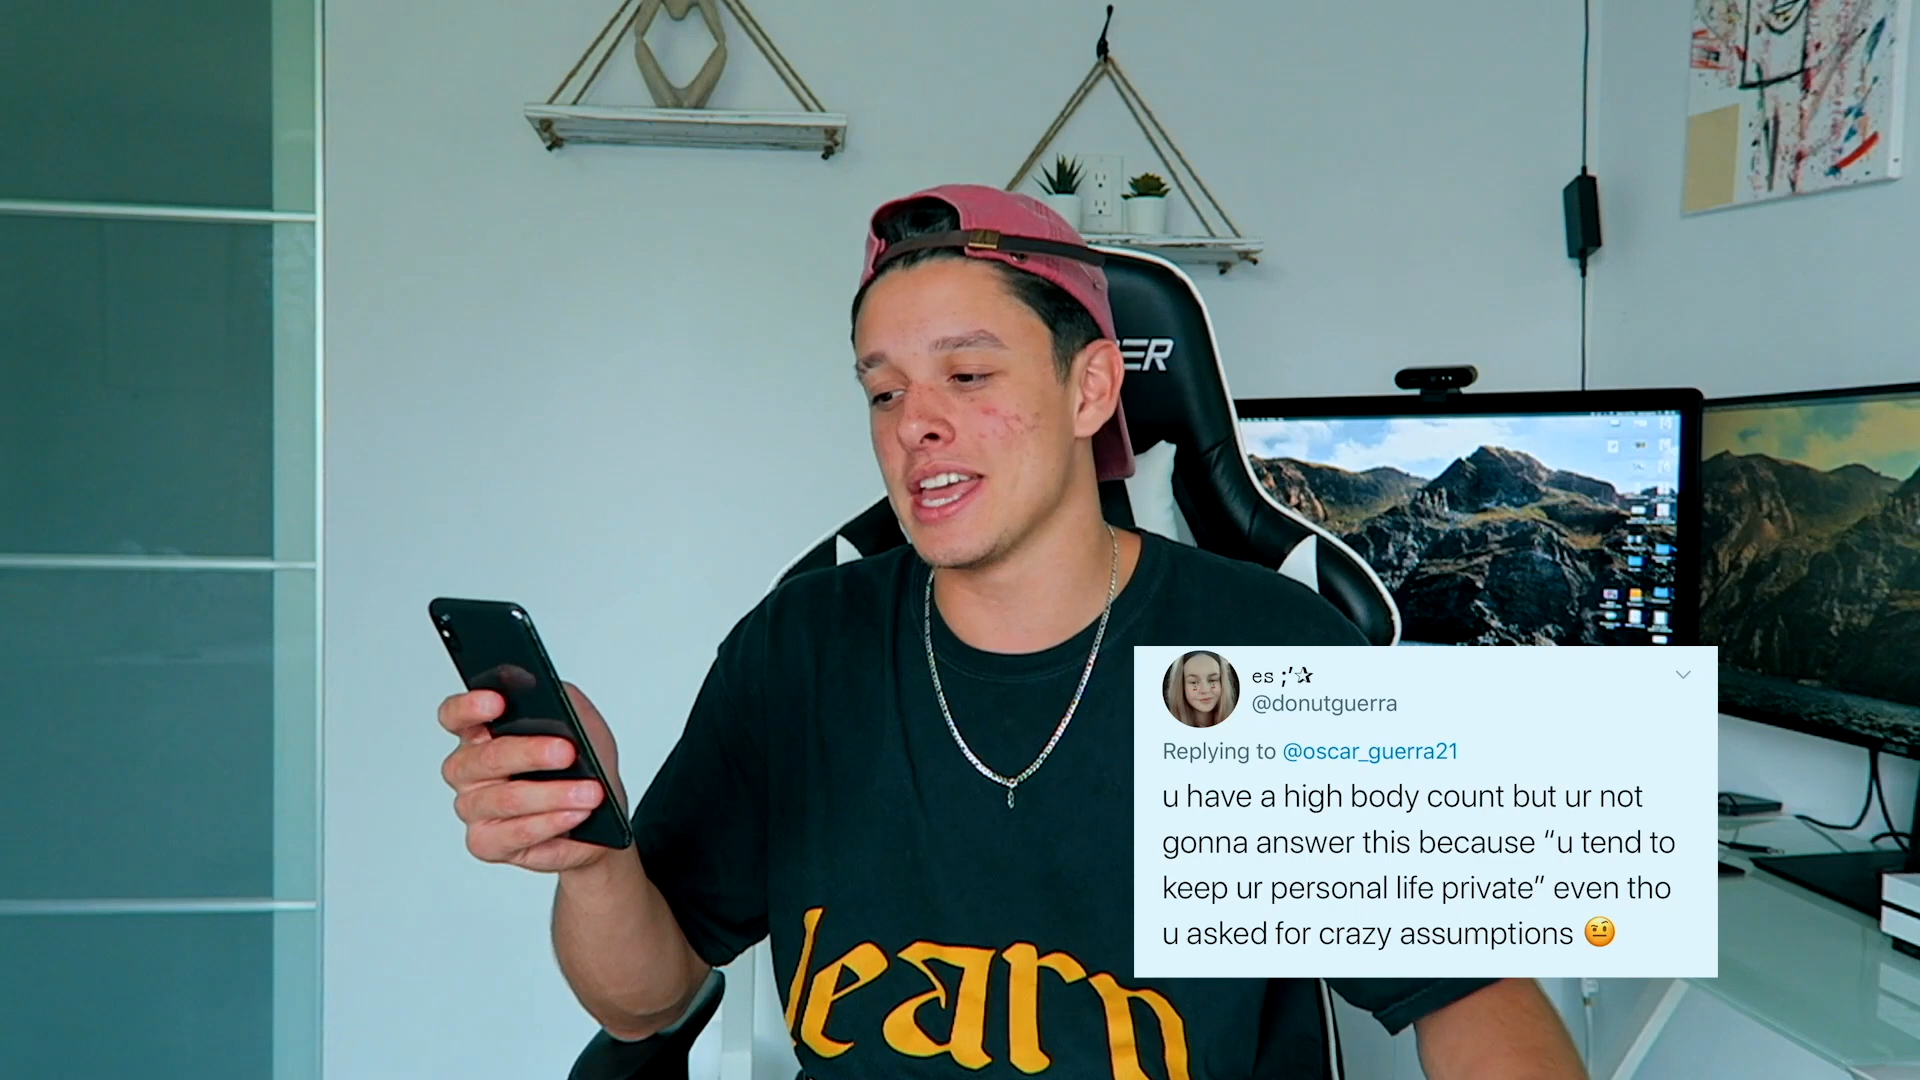 ER
es ;'☆
@donutguerra
Replying to @oscar_guerra21
u have a high body count but ur not
gonna answer this because “u tend to
keep ur personal life private” even tho
u asked for crazy assumptions 🤨
learn